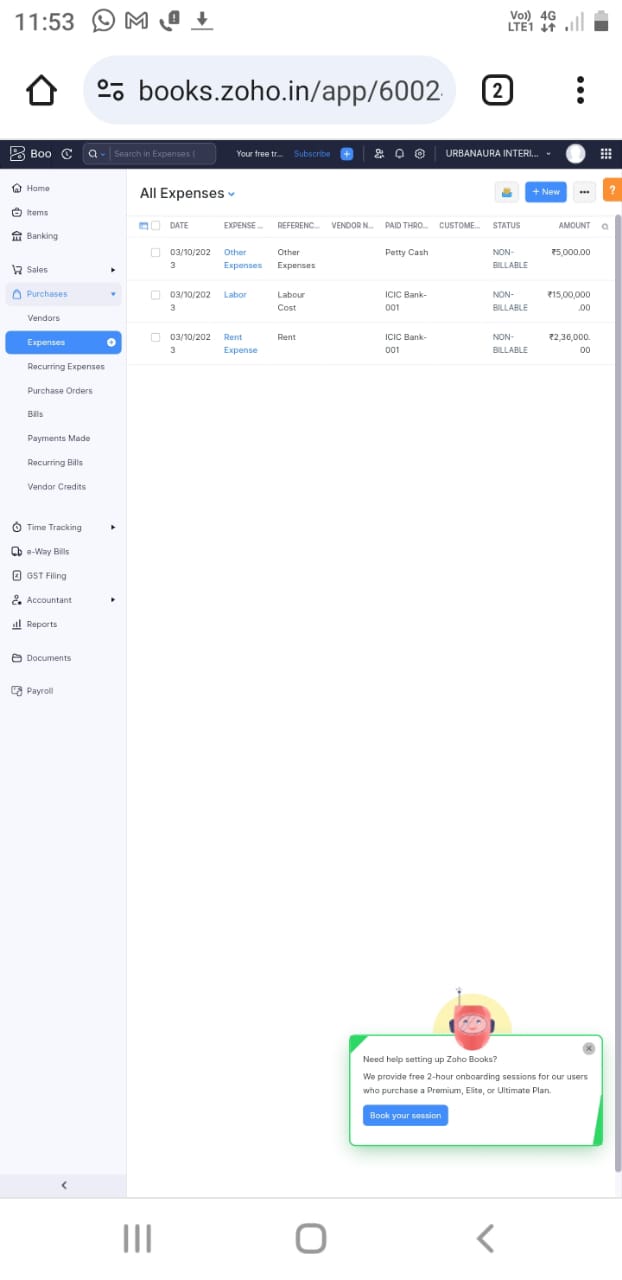 11:53
Vo)) 4G
LTE1
books.zoho.in/app/6002
2
Boo
Search in Expenses (
Your free tr...
Subscribe
URBANAURA INTERI...
Home
Items
Banking
Sales
Purchases
Vendors
Expenses
Recurring Expenses
Purchase Orders
Bills
Payments Made
Recurring Bills
Vendor Credits
Time Tracking
e-Way Bills
GST Filing
Accountant
Reports
Documents
Payroll
All Expenses
+ New
?
DATE EXPENSE ... REFERENC... VENDOR N... PAID THRO... CUSTOME... STATUS AMOUNT
03/10/202 Other Other Petty Cash NON- ₹5,000.00
3 Expenses Expenses BILLABLE
03/10/202 Labor Labour ICIC Bank- NON- ₹15,00,000
3 Cost 001 BILLABLE .00
03/10/202 Rent Rent ICIC Bank- NON- ₹2,36,000.
3 Expense 001 BILLABLE 00
Need help setting up Zoho Books?
We provide free 2-hour onboarding sessions for our users
who purchase a Premium, Elite, or Ultimate Plan.
Book your session